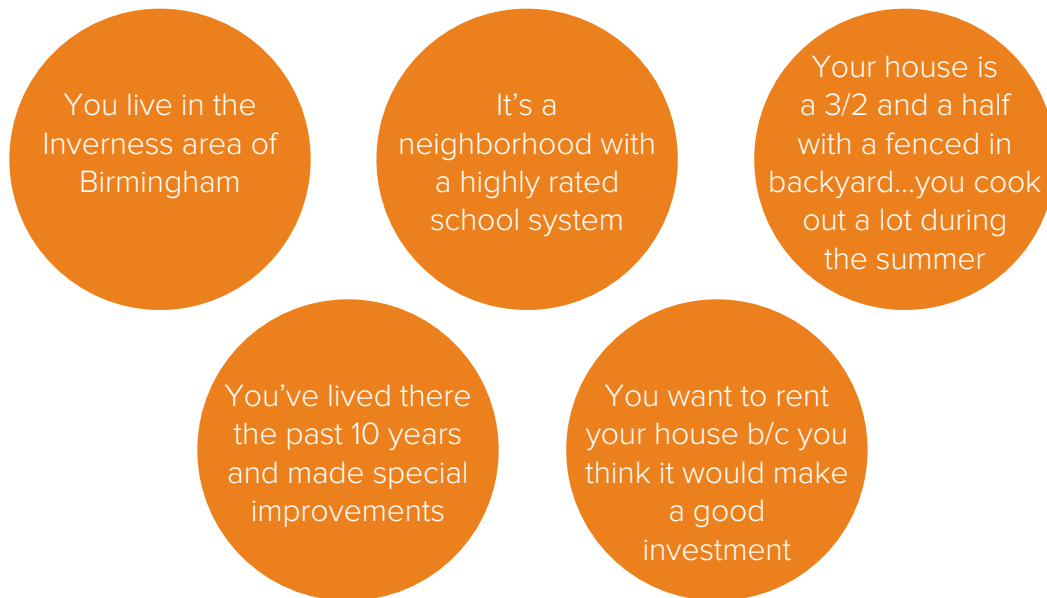 You live in the
Inverness area of
Birmingham
It’s a
neighborhood with
a highly rated
school system
Your house is
a 3/2 and a half
with a fenced in
backyard...you cook
out a lot during
the summer
You’ve lived there
the past 10 years
and made special
improvements
You want to rent
your house b/c you
think it would make
a good
investment